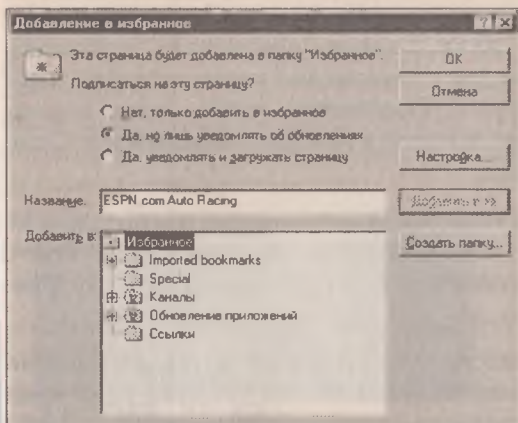 Добавление в избранное
Эта страница будет добавлена в папку "Избранное".
OK
Подписаться на эту страницу?
Отмена
Нет, только добавить в избранное
Да, но лишь уведомлять об обновлениях
Да, уведомлять и загружать страницу
Настройка...
Название: ESPN com Auto Racing
Добавить в
Добавить в:
Избранное
Создать папку...
Imported bookmarks
Special
Каналы
Обновление приложений
Ссылки